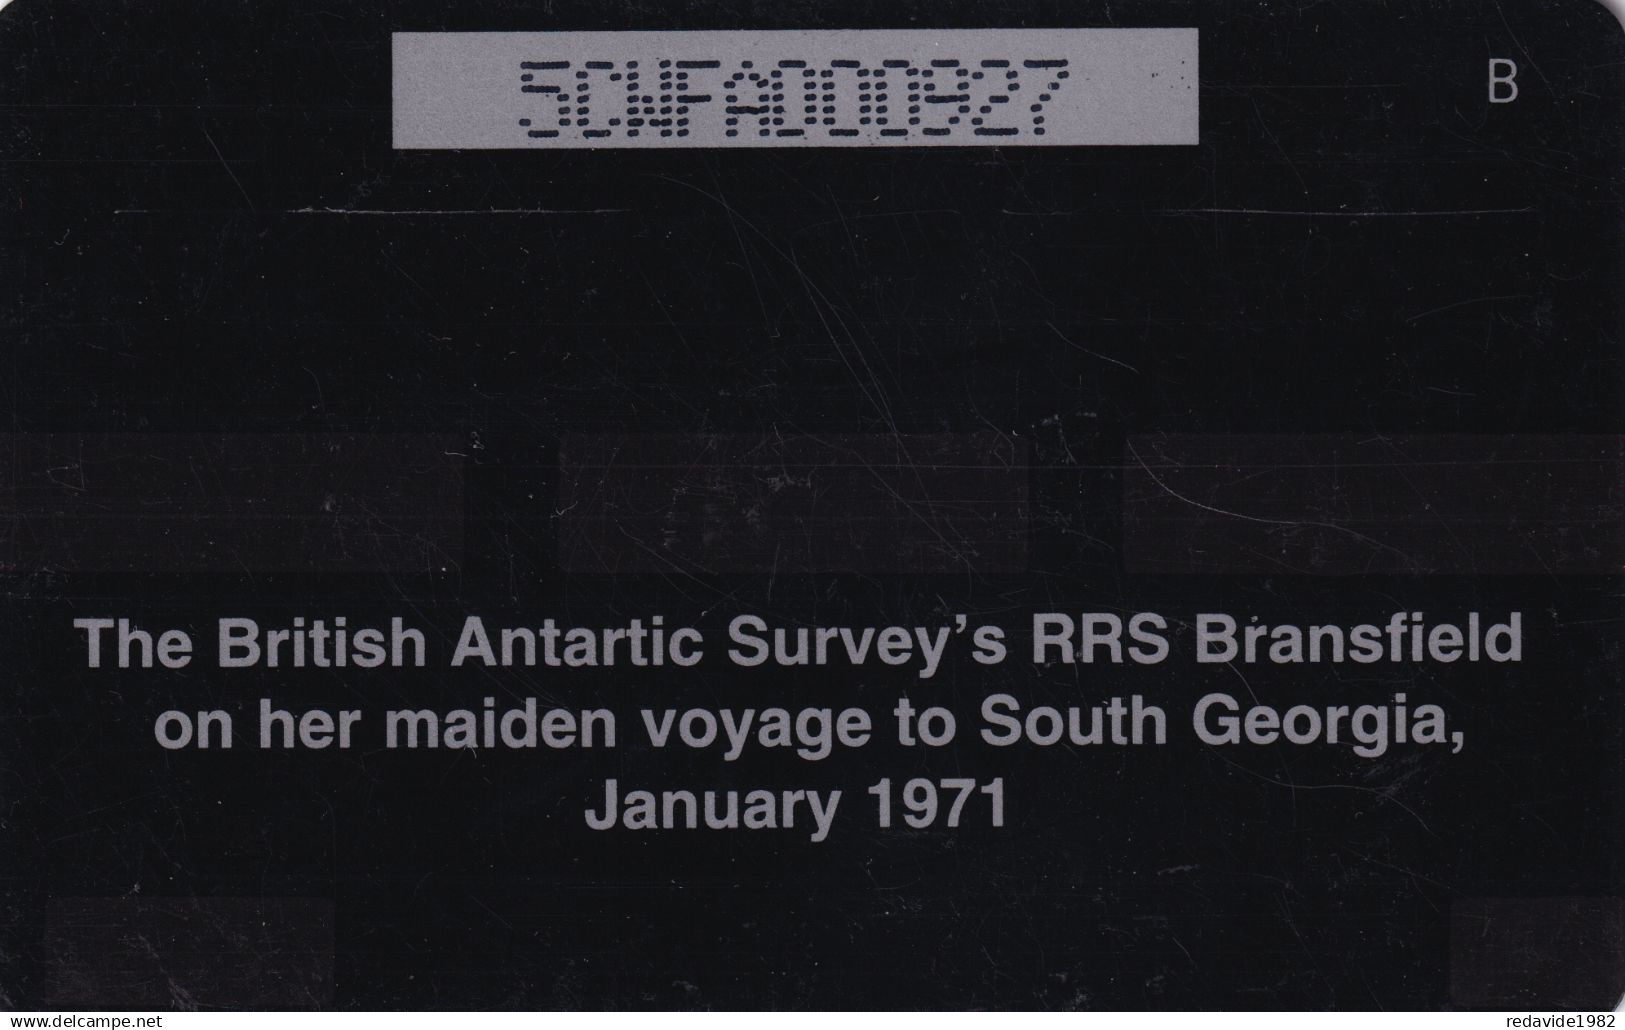 5CWFA000927
B
The British Antartic Survey's RRS Bransfield
on her maiden voyage to South Georgia,
January 1971
www.delcampe.net
redavide1982